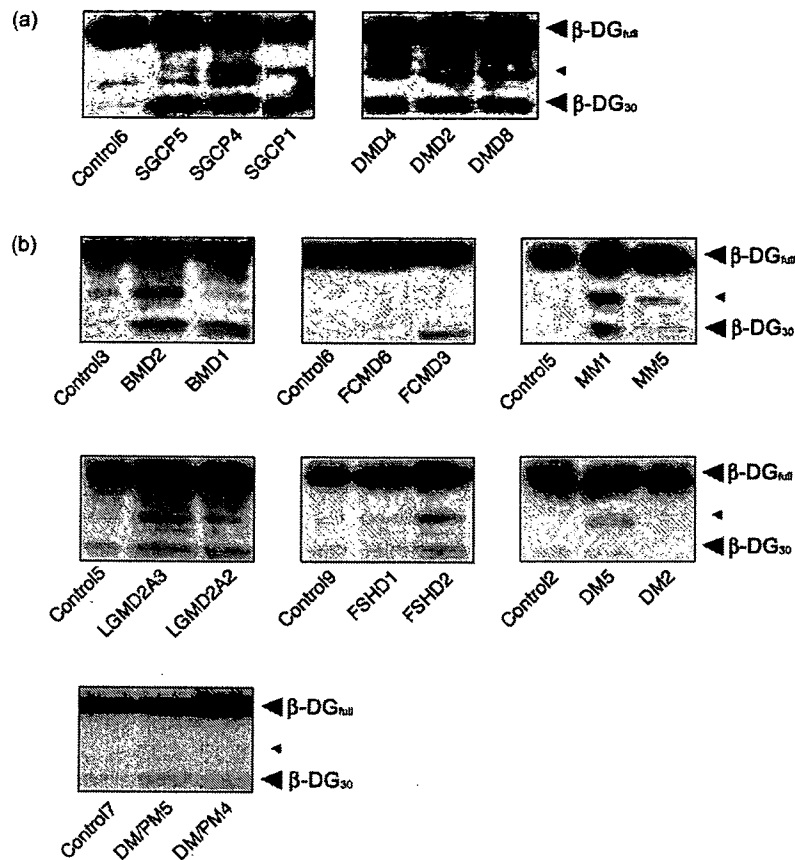 (a)
β-DGfull
β-DG30
Control6 SGCP5 SGCP4 SGCP1 DMD4 DMD2 DMD8
(b)
β-DGfull
β-DG30
Control3 BMD2 BMD1 Control6 FCMD6 FCMD3 Control5 MM1 MM5
β-DGfull
β-DG30
Control5 LGMD2A3 LGMD2A2 Control9 FSHD1 FSHD2 Control2 DM5 DM2
β-DGfull
β-DG30
Control7 DM/PM5 DM/PM4